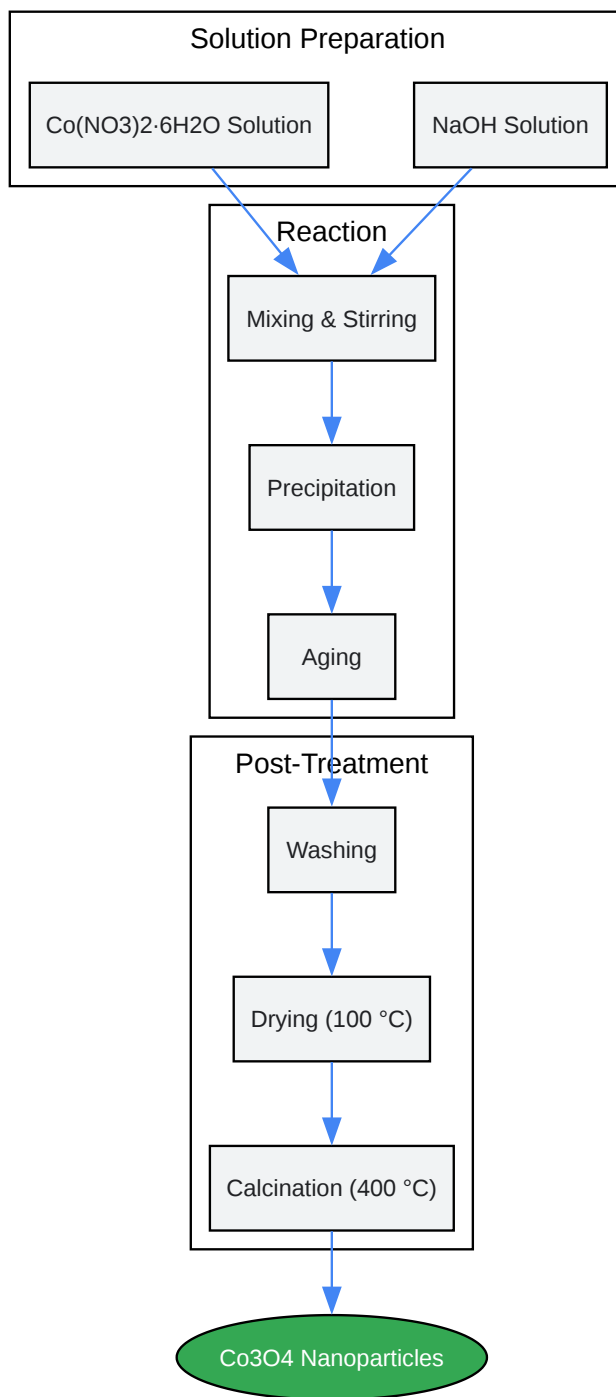 Solution Preparation
Co(NO3)2·6H2O Solution
NaOH Solution
Reaction
Mixing & Stirring
Precipitation
Aging
Post-Treatment
Washing
Drying (100 °C)
Calcination (400 °C)
Co3O4 Nanoparticles